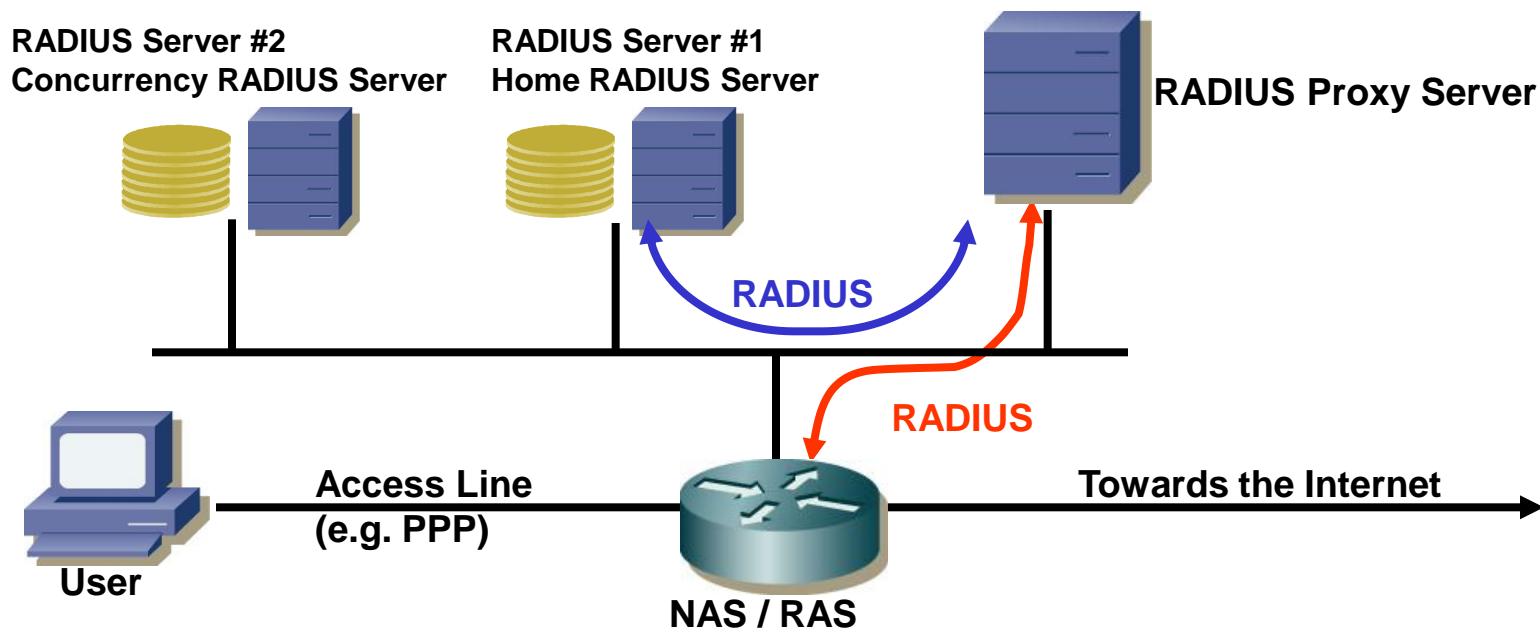 RADIUS Server #2
Concurrency RADIUS Server
RADIUS Server #1
Home RADIUS Server
RADIUS Proxy Server
RADIUS
RADIUS
Access Line
(e.g. PPP)
Towards the Internet
User
NAS / RAS